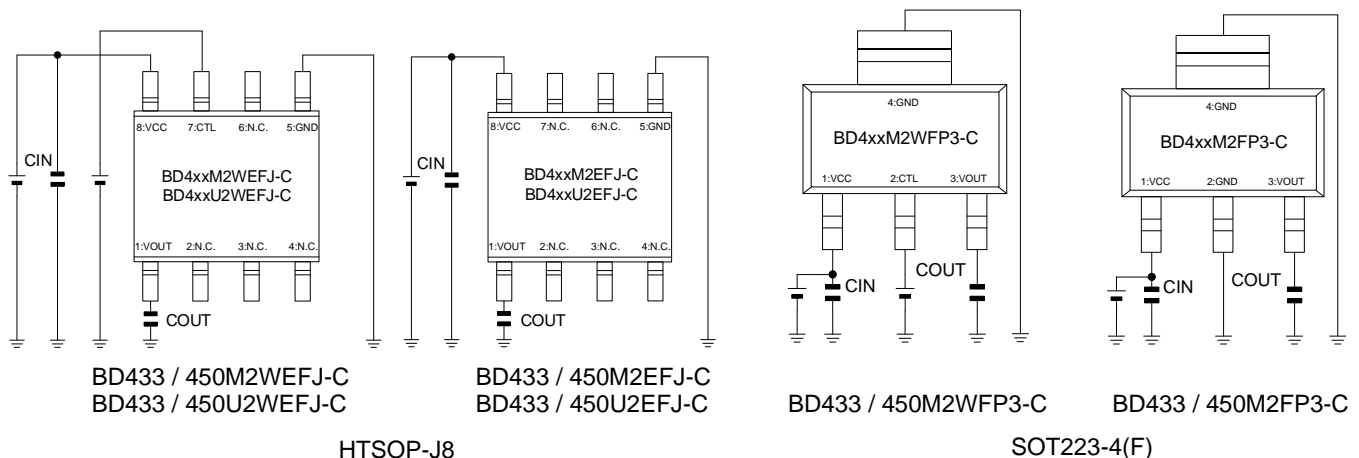 8:VCC 7:CTL 6:N.C. 5:GND
CIN
BD4xxM2WEFJ-C
BD4xxU2WEFJ-C
1:VOUT 2:N.C. 3:N.C. 4:N.C.
COUT
BD433 / 450M2WEFJ-C
BD433 / 450U2WEFJ-C
8:VCC 7:N.C. 6:N.C. 5:GND
CIN
BD4xxM2EFJ-C
BD4xxU2EFJ-C
1:VOUT 2:N.C. 3:N.C. 4:N.C.
COUT
BD433 / 450M2EFJ-C
BD433 / 450U2EFJ-C
HTSOP-J8
4:GND
BD4xxM2WFP3-C
1:VCC 2:CTL 3:VOUT
CIN
COUT
BD433 / 450M2WFP3-C
4:GND
BD4xxM2FP3-C
1:VCC 2:GND 3:VOUT
CIN
COUT
BD433 / 450M2FP3-C
SOT223-4(F)